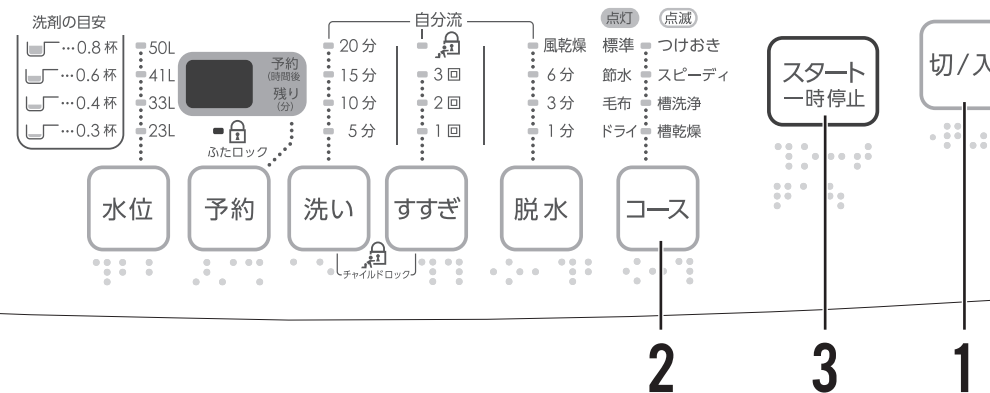 洗剤の目安
…0.8杯
…0.6杯
…0.4杯
…0.3杯
50L
41L
33L
23L
予約
(時間後)
残り
(分)
ふたロック
自分流
20分
15分
10分
5分
3回
2回
1回
風乾燥
6分
3分
1分
点灯 点滅
標準 つけおき
節水 スピーディ
毛布 槽洗浄
ドライ 槽乾燥
水位
予約
洗い
すすぎ
脱水
コース
チャイルドロック
スタート
一時停止
切/入
2
3
1